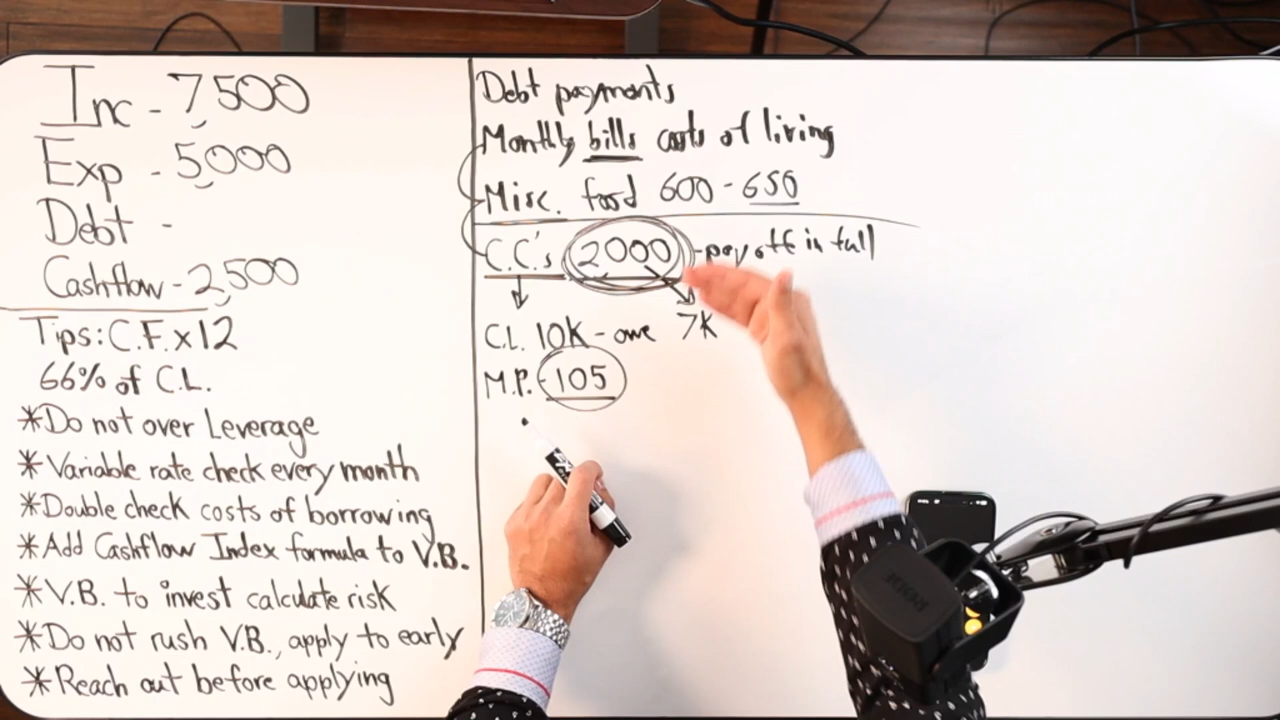 Inc - 7,500
Exp - 5,000
Debt -
Cashflow - 2,500
Tips: C.F. x 12
66% of C.L.
*Do not over Leverage
*Variable rate check every month
*Double check costs of borrowing
*Add Cashflow Index formula to V.B.
*V.B. to invest calculate risk
*Do not rush V.B., apply to early
*Reach out before applying
Debt payments
Monthly bills costs of living
Misc. food 600 - 650
C.C.'s 2000 - pay off in full
C.L. 10K - owe 7K
M.P. - 105
RODE